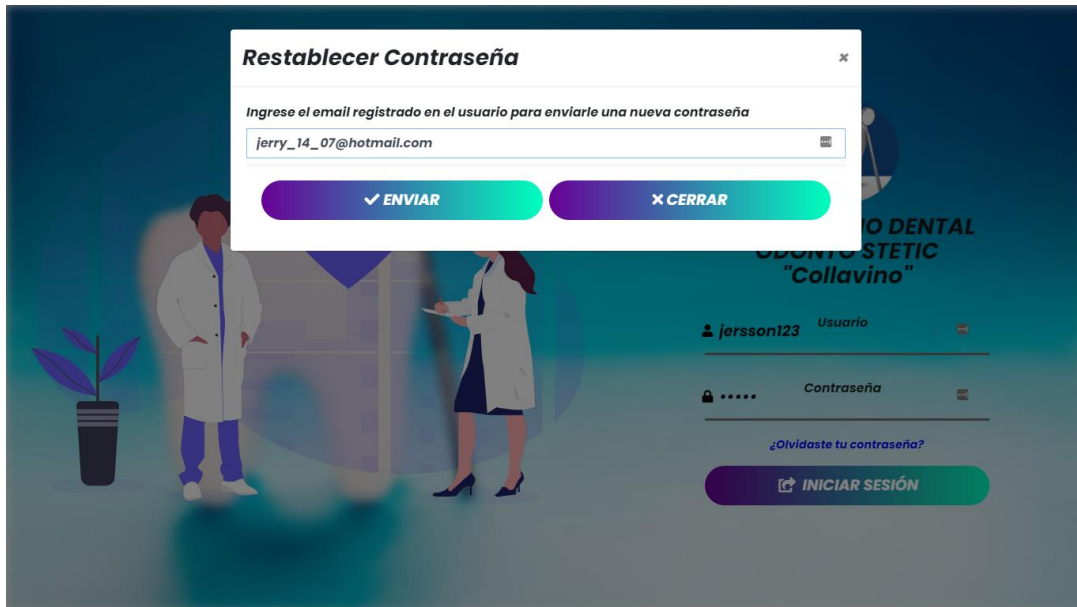 Restablecer Contraseña
Ingrese el email registrado en el usuario para enviarle una nueva contraseña
jerry_14_07@hotmail.com
ENVIAR
CERRAR
DENTAL
STETIC
"Collavino"
jersson123 Usuario
••••• Contraseña
¿Olvidaste tu contraseña?
INICIAR SESIÓN